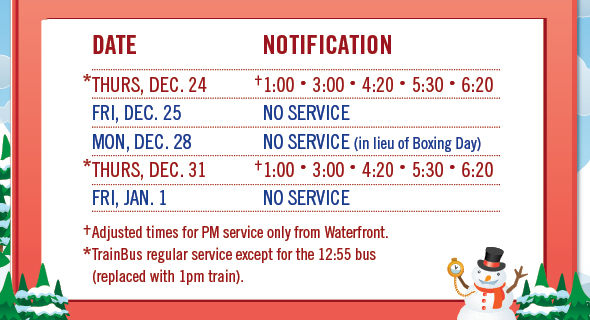 DATE NOTIFICATION
*THURS, DEC. 24 †1:00 • 3:00 • 4:20 • 5:30 • 6:20
FRI, DEC. 25 NO SERVICE
MON, DEC. 28 NO SERVICE (in lieu of Boxing Day)
*THURS, DEC. 31 †1:00 • 3:00 • 4:20 • 5:30 • 6:20
FRI, JAN. 1 NO SERVICE
†Adjusted times for PM service only from Waterfront.
*TrainBus regular service except for the 12:55 bus
(replaced with 1pm train).